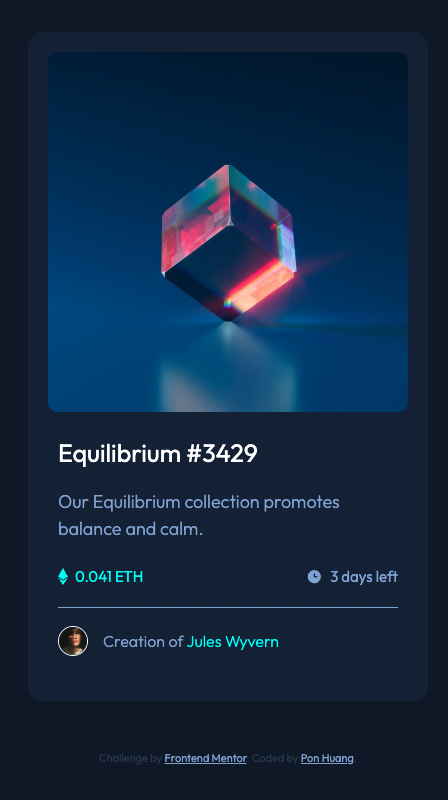 Equilibrium #3429
Our Equilibrium collection promotes
balance and calm.
0.041 ETH
3 days left
Creation of Jules Wyvern
Challenge by Frontend Mentor. Coded by Pon Huang.